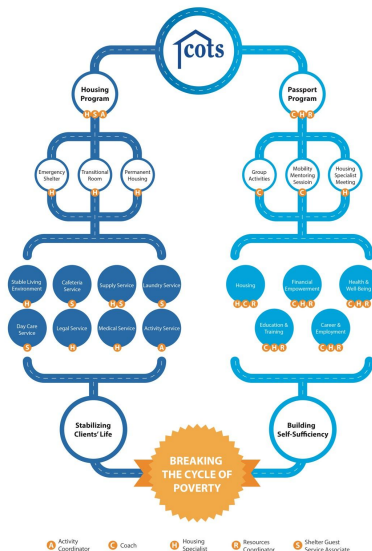 cots
Housing
Program
H S A
Passport
Program
C H R
Emergency
Shelter
H
Transitional
Room
H
Permanent
Housing
H
Group
Activities
C
Mobility
Mentoring
Sessioin
C
Housing
Specialist
Meeting
H
Stable Living
Environment
H
Cafeteria
Service
S
Supply Service
H S
Laundry Service
S
Housing
H C R
Financial
Empowerment
C H R
Health &
Well-Being
C H R
Day Care
Service
S
Legal Service
H
Medical Service
H
Activity Service
A
Education &
Training
C H R
Career &
Employment
C H R
Stabilizing
Clients' Life
Building
Self-Sufficiency
BREAKING
THE CYCLE OF
POVERTY
A Activity
Coordinator
C Coach
H Housing
Specialist
R Resources
Coordinator
S Shelter Guest
Service Associate